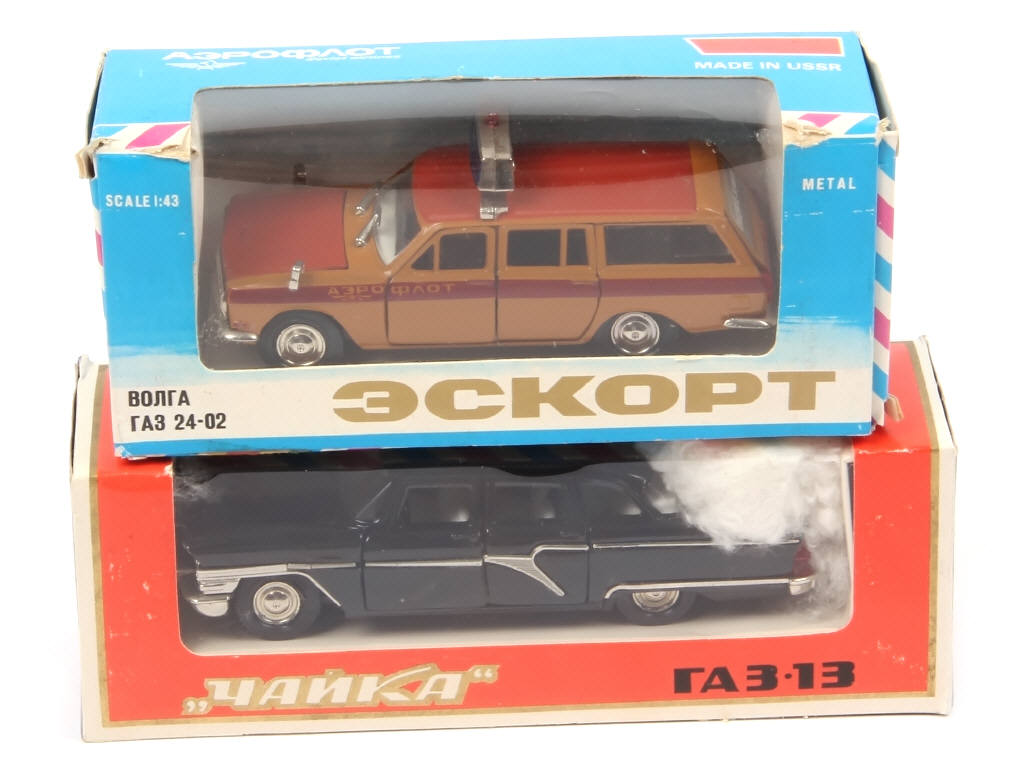 АЭРОФЛОТ
MADE IN USSR
SCALE 1:43
METAL
АЭРОФЛОТ
ВОЛГА
ГАЗ 24-02
ЭСКОРТ
„ЧАЙКА“
ГАЗ·13